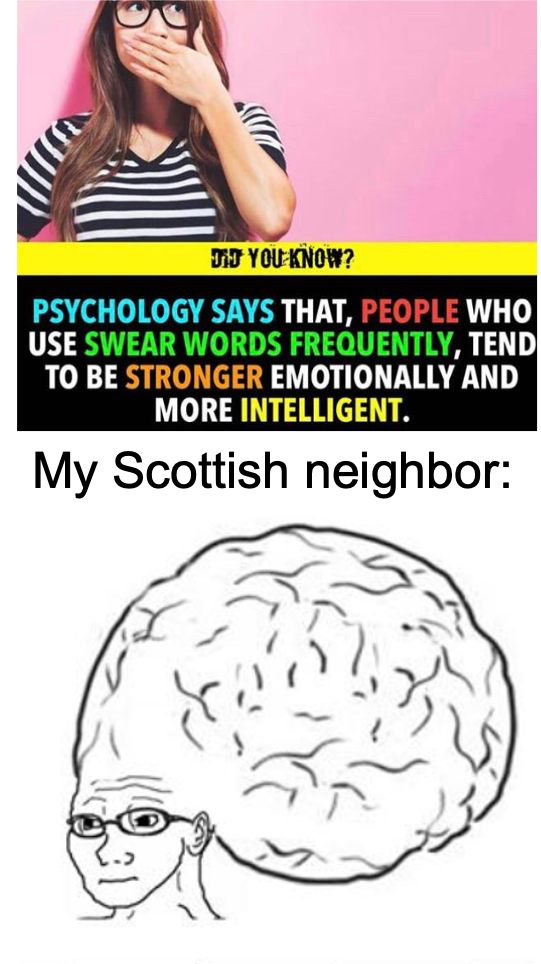 DID YOU KNOW?
PSYCHOLOGY SAYS THAT, PEOPLE WHO
USE SWEAR WORDS FREQUENTLY, TEND
TO BE STRONGER EMOTIONALLY AND
MORE INTELLIGENT.
My Scottish neighbor: